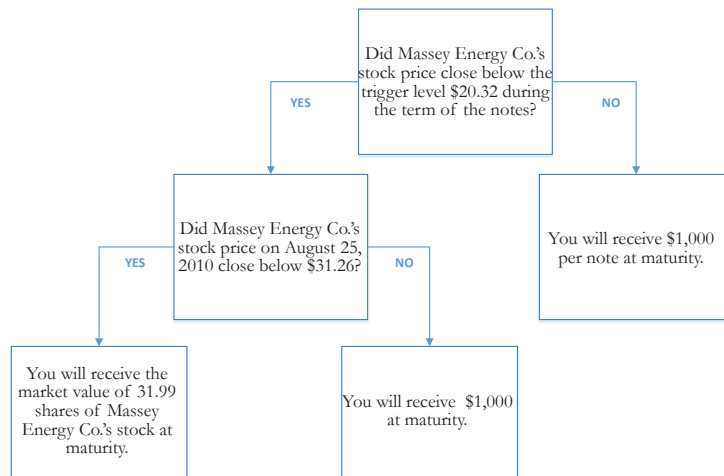 Did Massey Energy Co.'s
stock price close below the
trigger level $20.32 during
the term of the notes?
YES
NO
Did Massey Energy Co.'s
stock price on August 25,
2010 close below $31.26?
You will receive $1,000
per note at maturity.
YES
NO
You will receive the
market value of 31.99
shares of Massey
Energy Co.'s stock at
maturity.
You will receive $1,000
at maturity.